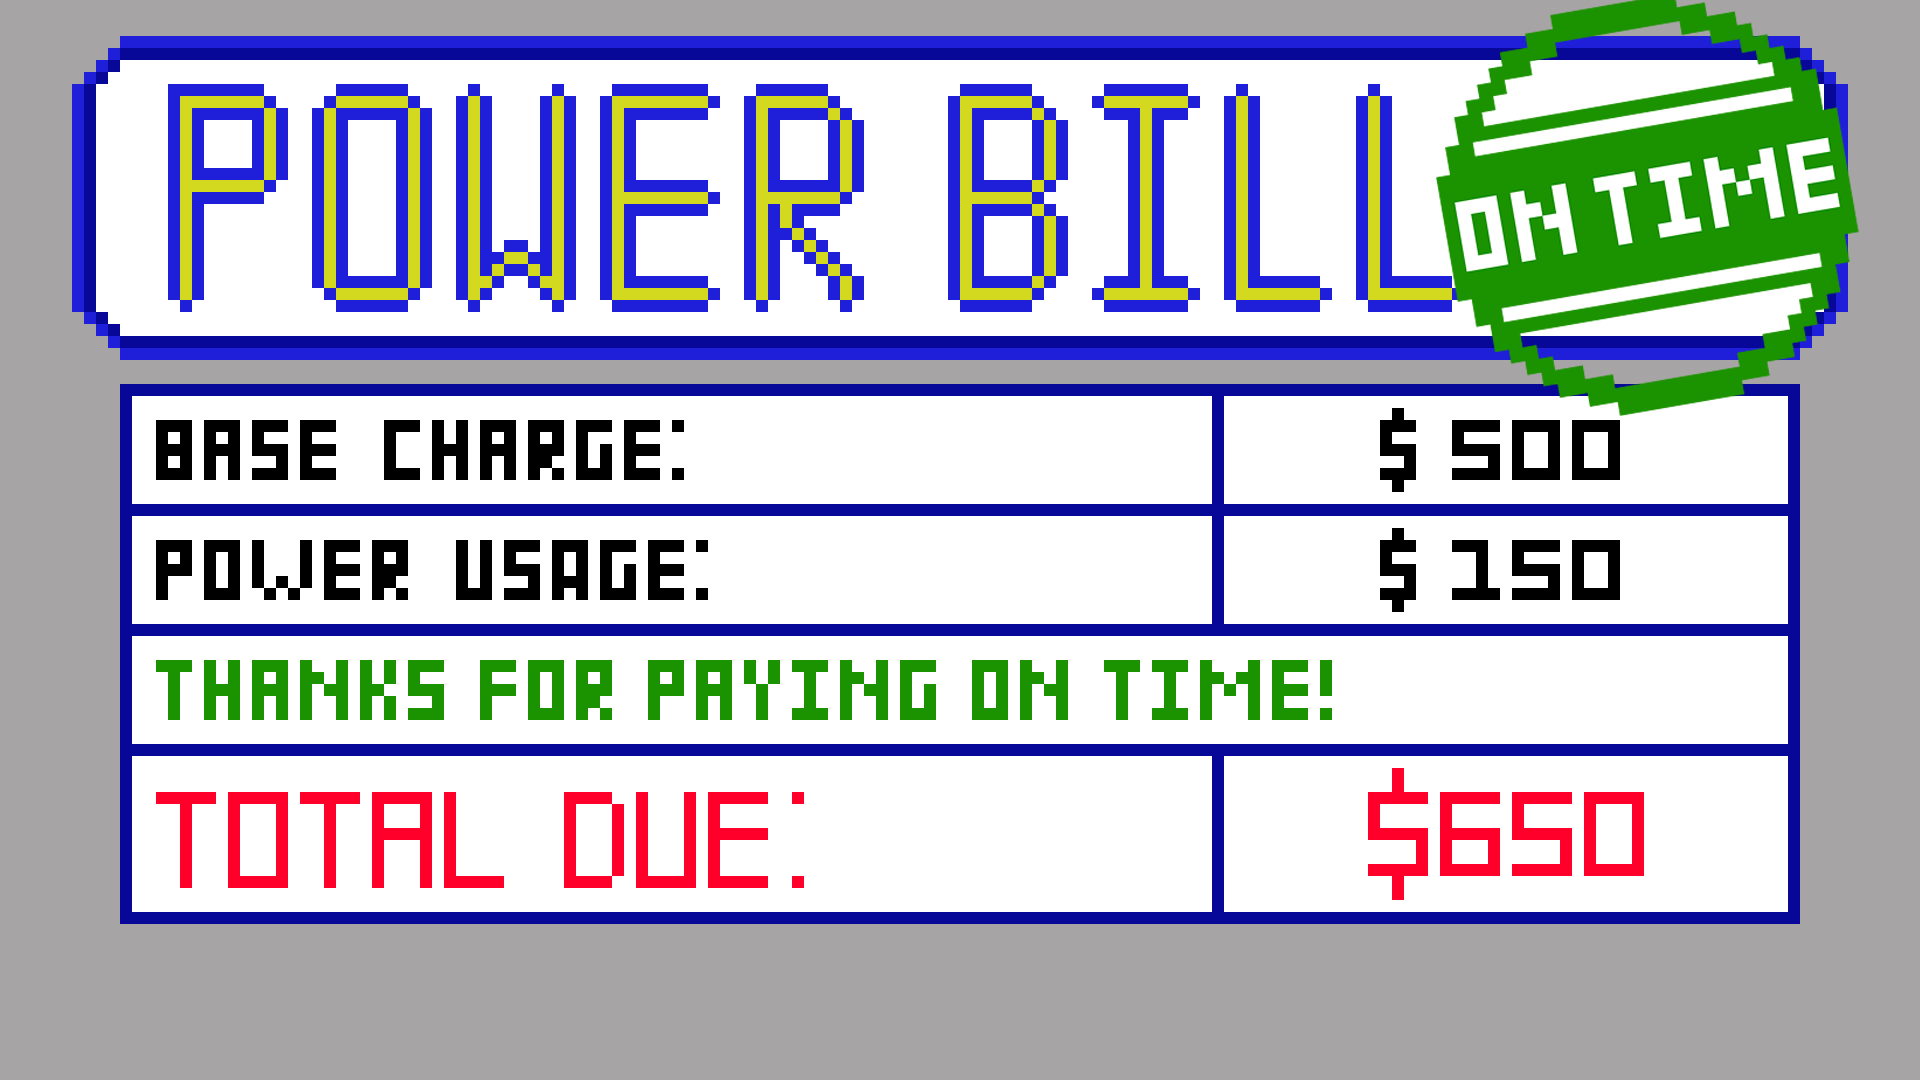 POWER BILL
ON TIME
BASE CHARGE: $ 500
POWER USAGE: $ 150
THANKS FOR PAYING ON TIME!
TOTAL DUE: $650